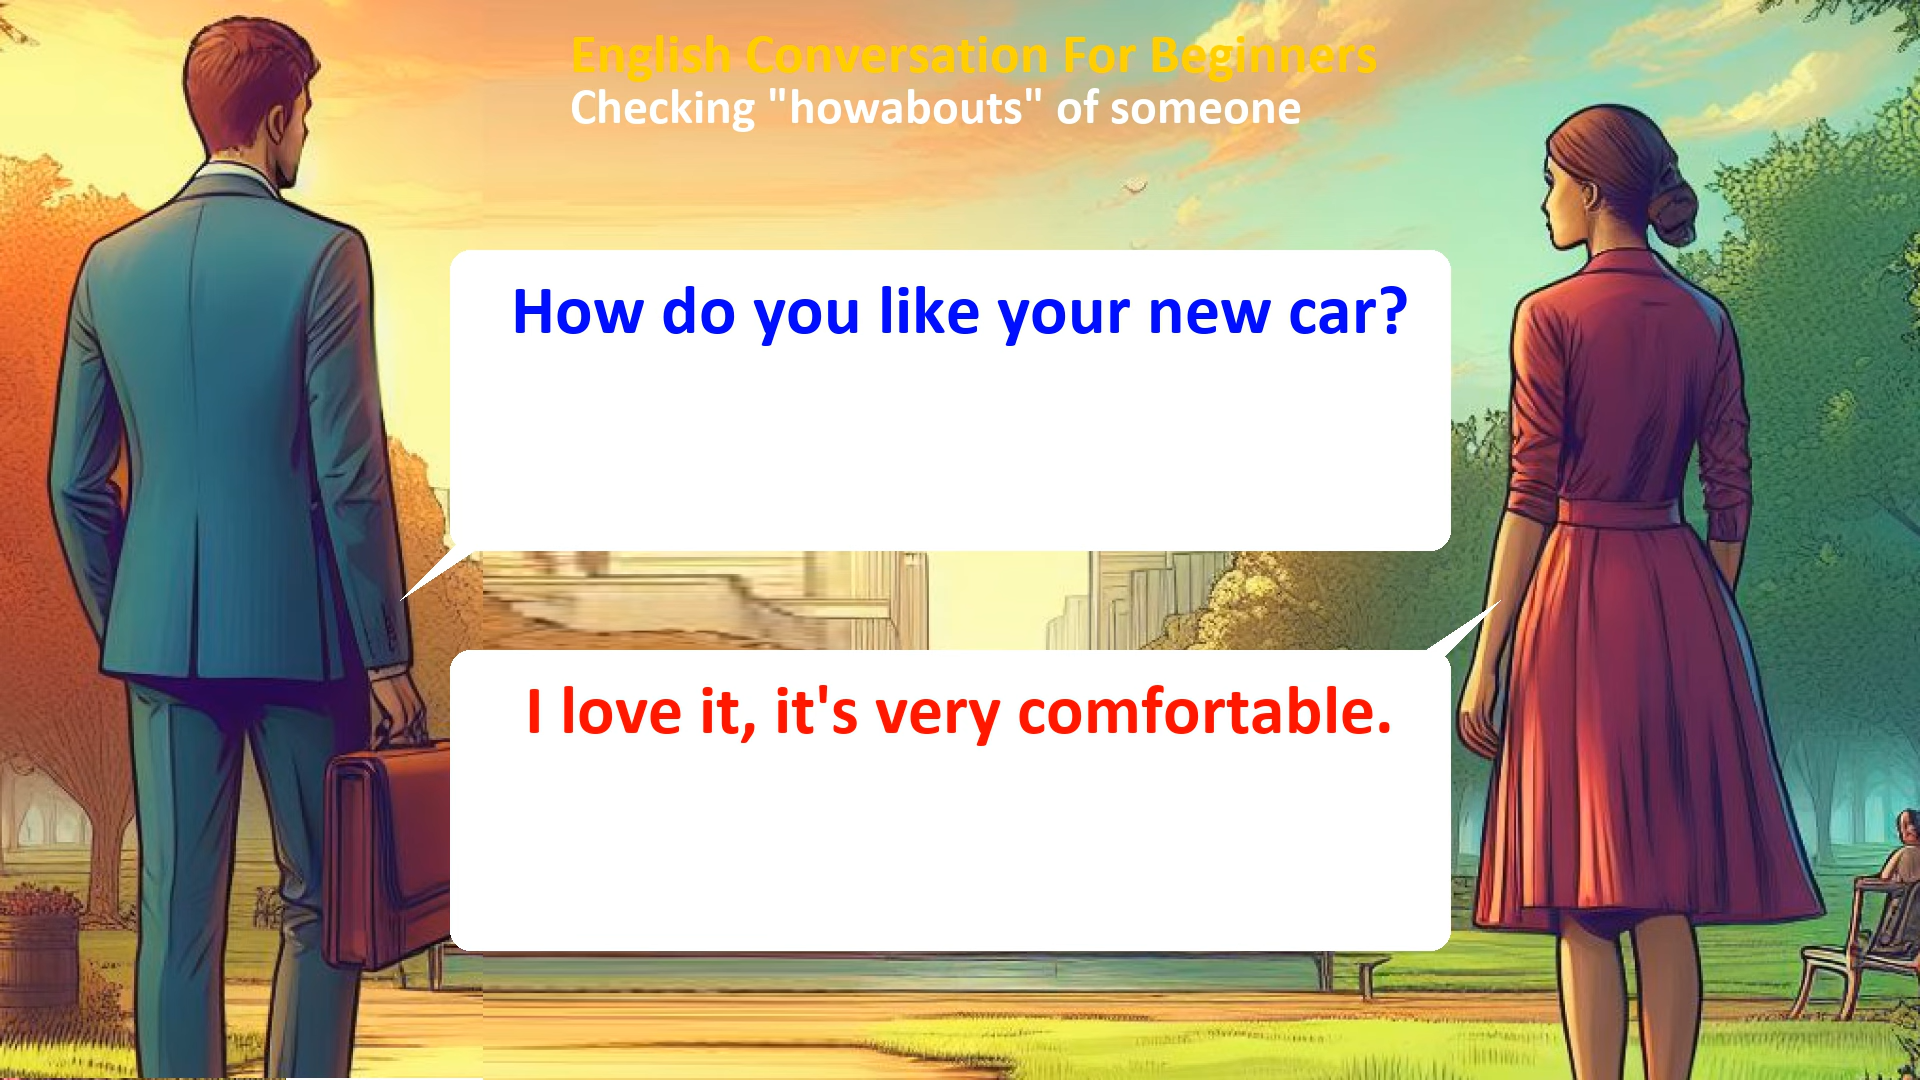 English Conversation For Beginners
Checking "howabouts" of someone
How do you like your new car?
I love it, it's very comfortable.